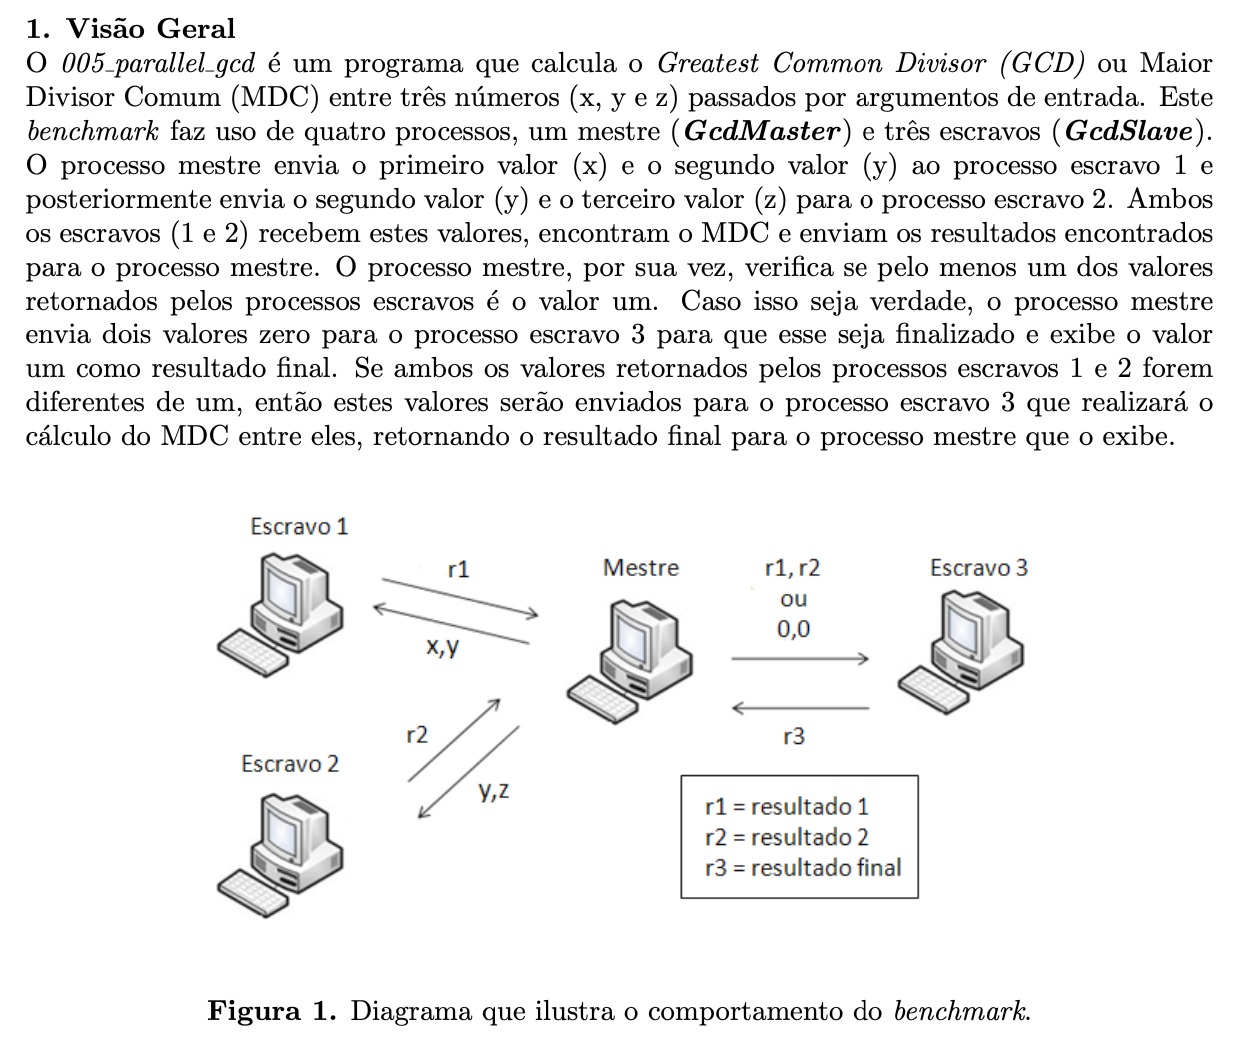 1. Visão Geral
O 005_parallel_gcd é um programa que calcula o Greatest Common Divisor (GCD) ou Maior
Divisor Comum (MDC) entre três números (x, y e z) passados por argumentos de entrada. Este
benchmark faz uso de quatro processos, um mestre (GcdMaster) e três escravos (GcdSlave).
O processo mestre envia o primeiro valor (x) e o segundo valor (y) ao processo escravo 1 e
posteriormente envia o segundo valor (y) e o terceiro valor (z) para o processo escravo 2. Ambos
os escravos (1 e 2) recebem estes valores, encontram o MDC e enviam os resultados encontrados
para o processo mestre. O processo mestre, por sua vez, verifica se pelo menos um dos valores
retornados pelos processos escravos é o valor um. Caso isso seja verdade, o processo mestre
envia dois valores zero para o processo escravo 3 para que esse seja finalizado e exibe o valor
um como resultado final. Se ambos os valores retornados pelos processos escravos 1 e 2 forem
diferentes de um, então estes valores serão enviados para o processo escravo 3 que realizará o
cálculo do MDC entre eles, retornando o resultado final para o processo mestre que o exibe.
Escravo 1
r1
x,y
Mestre
r1, r2
ou
0,0
Escravo 3
r3
r2
y,z
Escravo 2
r1 = resultado 1
r2 = resultado 2
r3 = resultado final
Figura 1. Diagrama que ilustra o comportamento do benchmark.